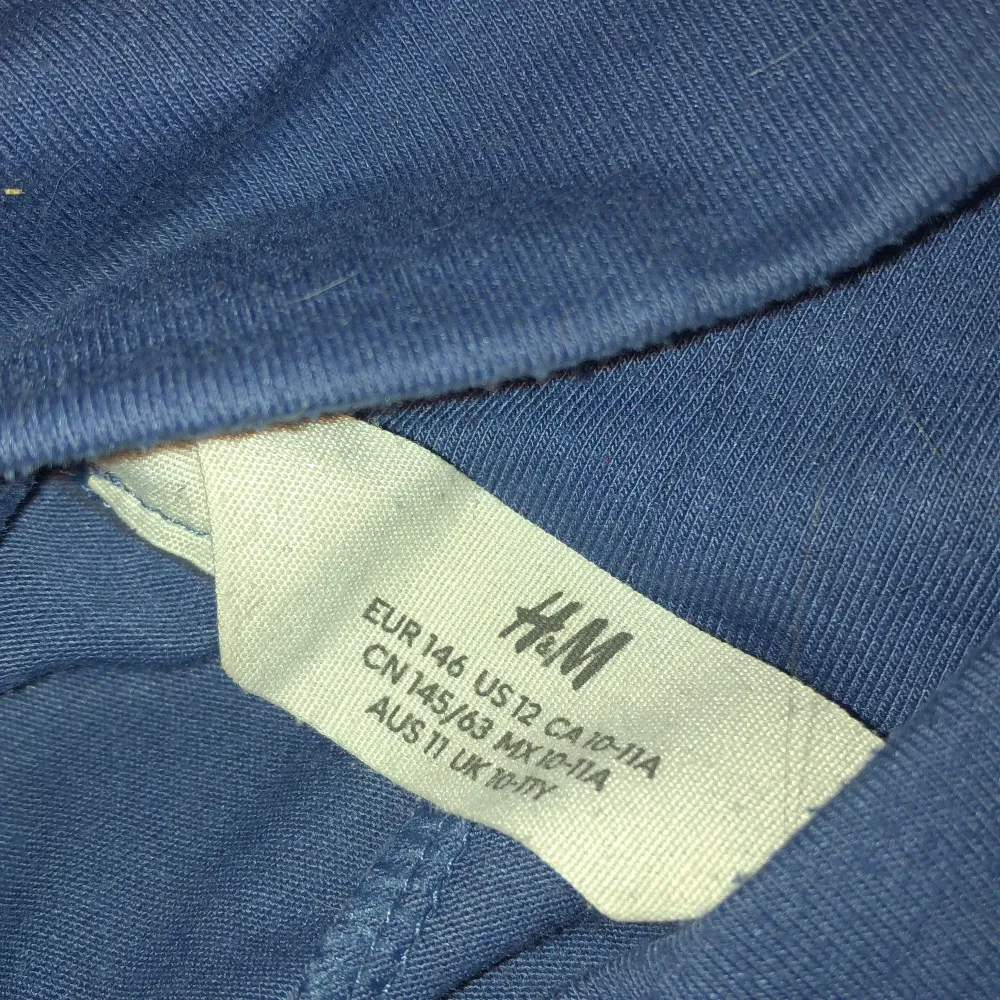 H&M
EUR 146 US 12 CA 10-11A
CN 145/63 MX 10-11A
AUS 11 UK 10-11Y